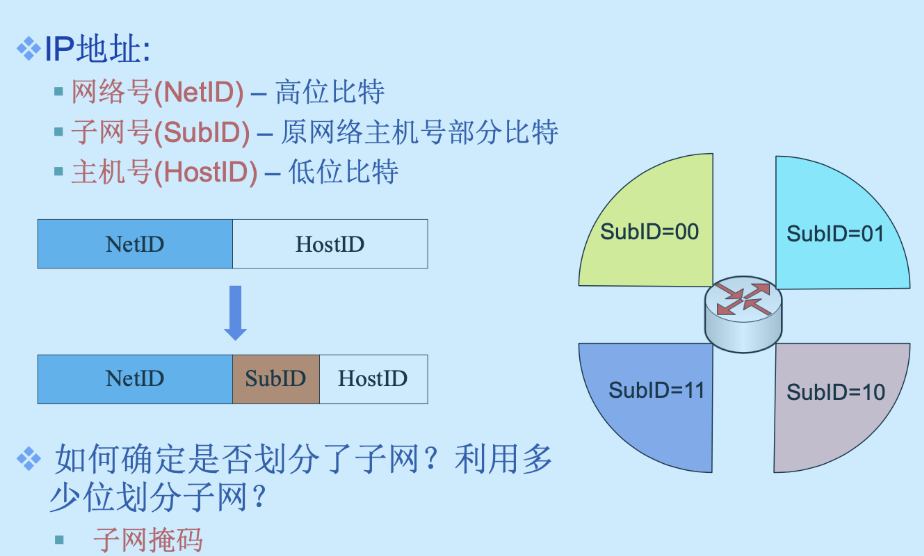 IP地址:
网络号(NetID) – 高位比特
子网号(SubID) – 原网络主机号部分比特
主机号(HostID) – 低位比特
NetID HostID
NetID SubID HostID
SubID=00 SubID=01
SubID=11 SubID=10
如何确定是否划分了子网？利用多
少位划分子网？
子网掩码